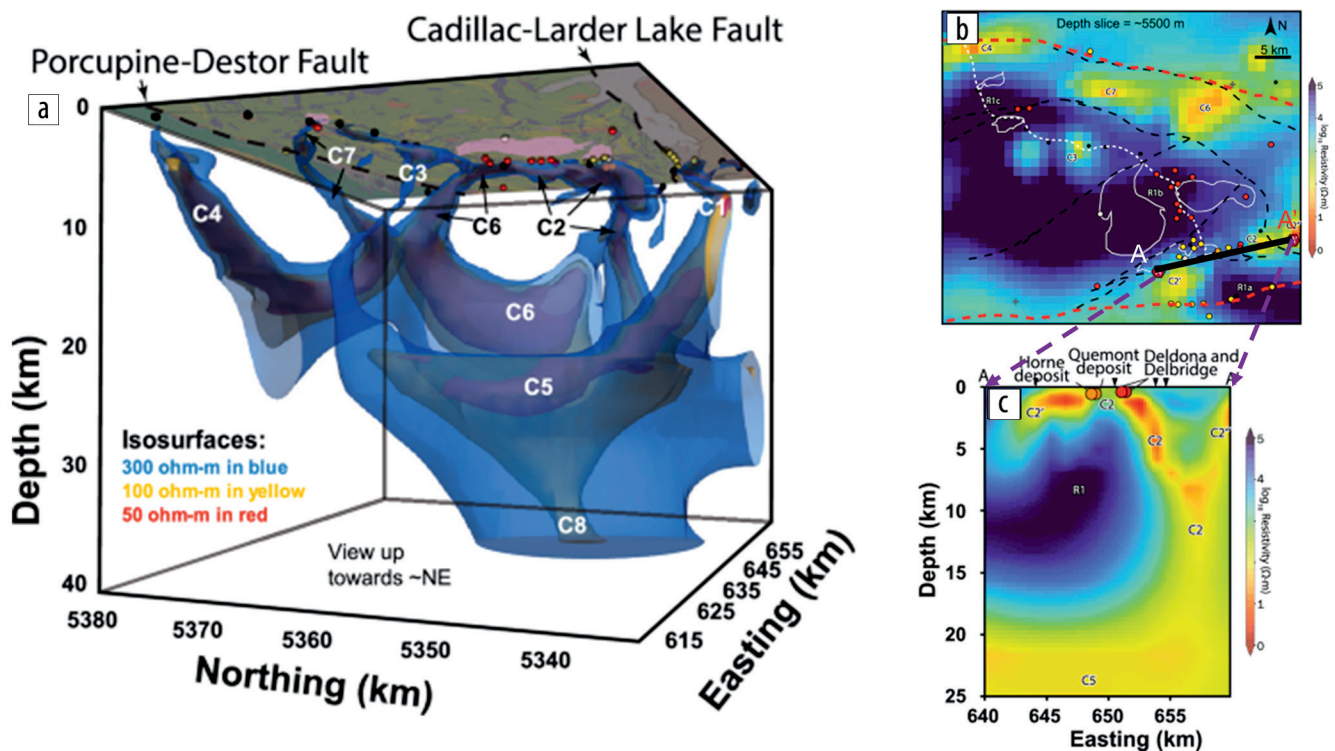 Cadillac-Larder Lake Fault
Porcupine-Destor Fault
a
0
10
20
30
40
Depth (km)
C7
C3
C4
C6
C2
C1
C6
C5
C8
Isosurfaces:
300 ohm-m in blue
100 ohm-m in yellow
50 ohm-m in red
View up
towards ~NE
5380
5370
5360
5350
5340
Northing (km)
615
625
635
645
655
Easting (km)
b
Depth slice = ~5500 m
N
5 km
C4
C7
C6
R1c
C3
R1b
A
A'
C2
C2"
C2'
R1a
5
4
1
0
log10 Resistivity (Ω-m)
c
A
Horne
deposit
Quemont
deposit
Deldona and
Delbridge
A'
C2'
C2
C2
C2"
R1
C2
C5
0
5
10
15
20
25
Depth (km)
640
645
650
655
Easting (km)
5
4
1
0
log10 Resistivity (Ω-m)